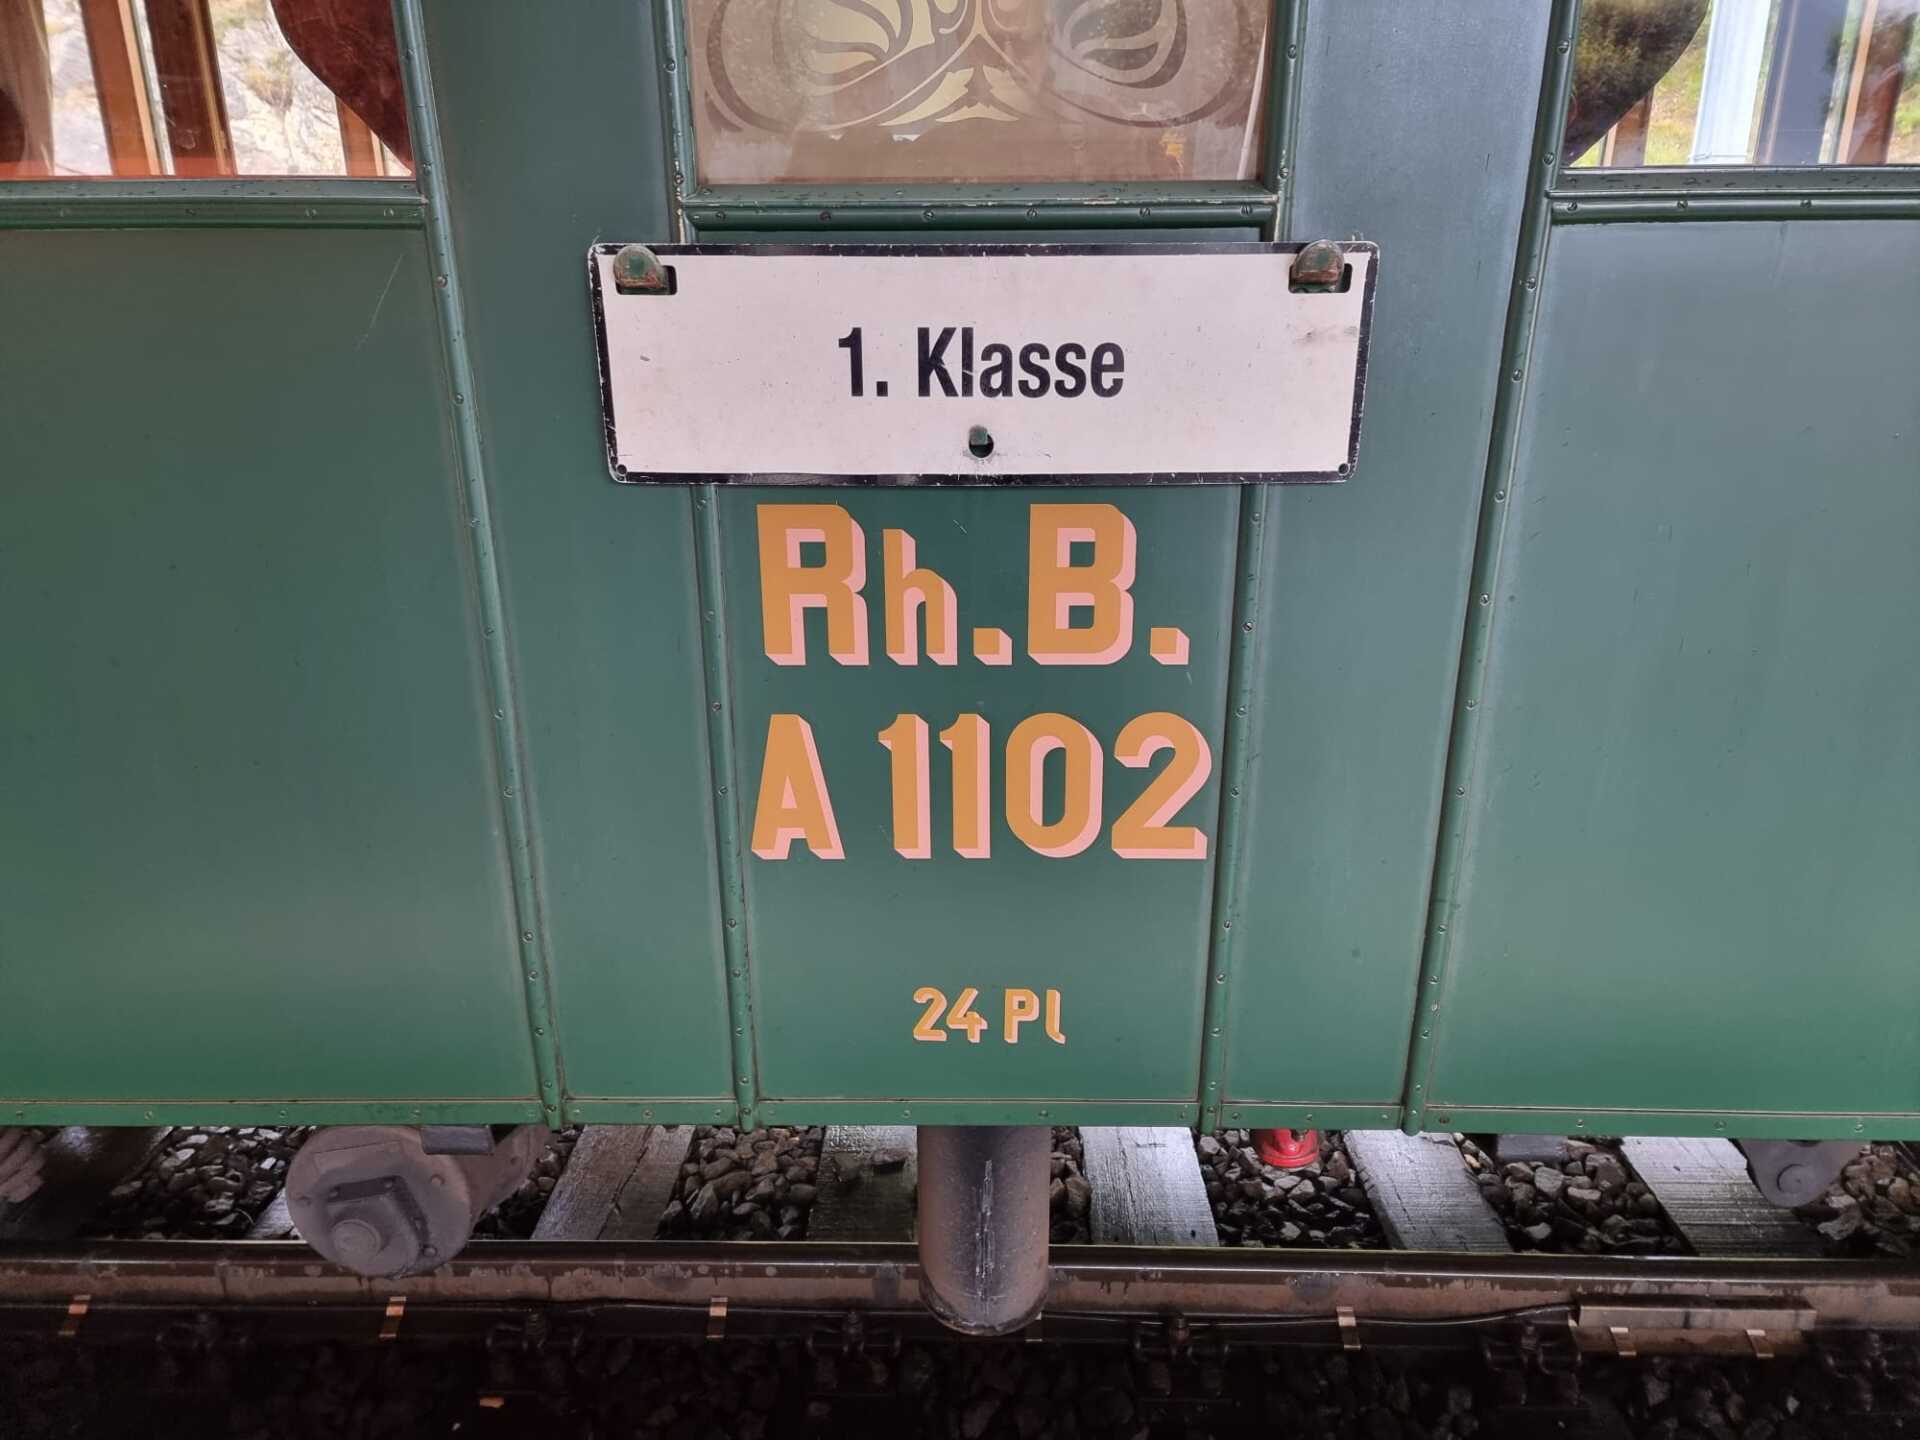 1. Klasse
Rh.B.
A 1102
24 Pl